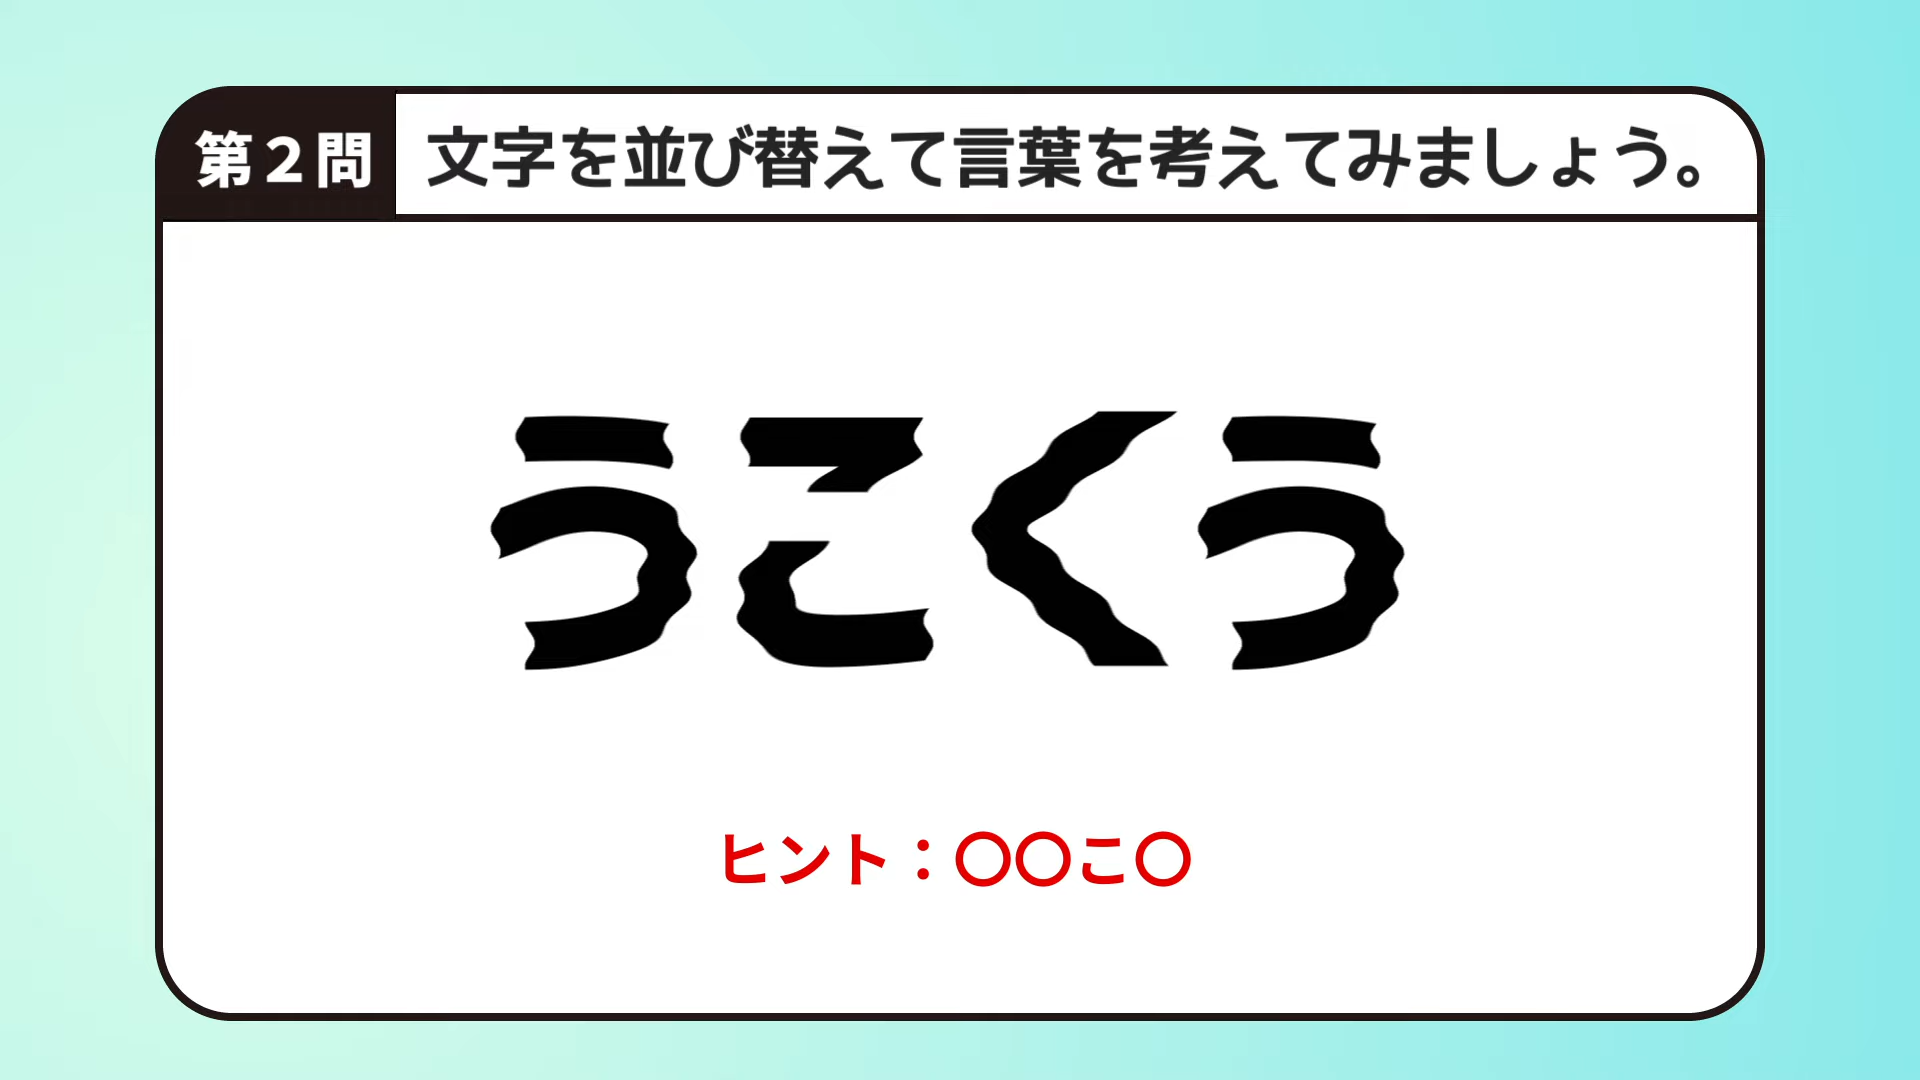 第２問
文字を並び替えて言葉を考えてみましょう。
うこくう
ヒント：〇〇こ〇